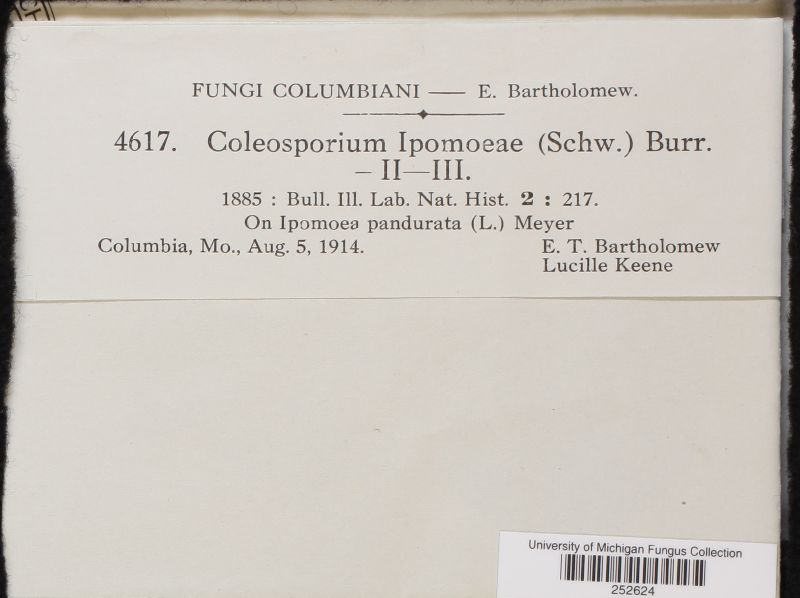 FUNGI COLUMBIANI — E. Bartholomew.
4617. Coleosporium Ipomoeae (Schw.) Burr.
– II—III.
1885 : Bull. Ill. Lab. Nat. Hist. 2 : 217.
On Ipomoea pandurata (L.) Meyer
Columbia, Mo., Aug. 5, 1914. E. T. Bartholomew
Lucille Keene
University of Michigan Fungus Collection
252624